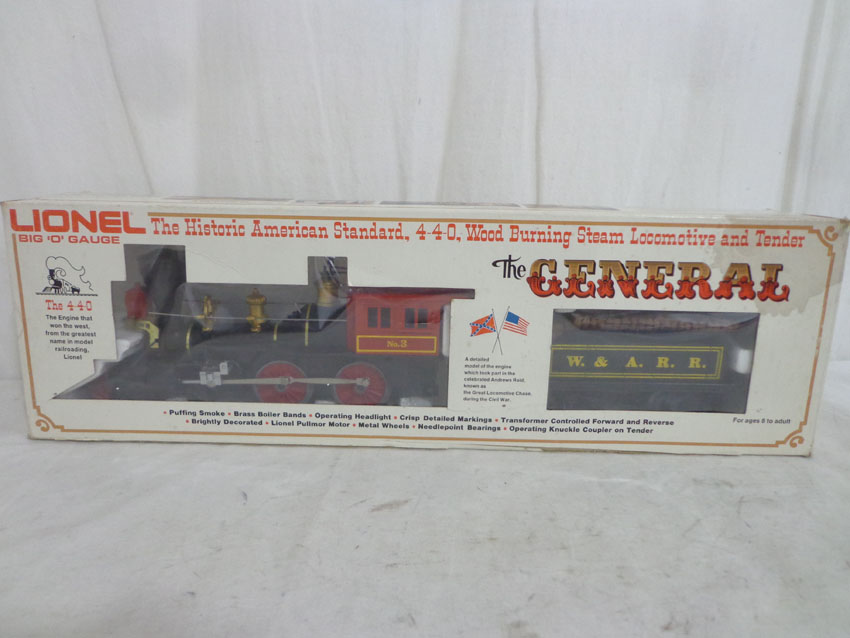 LIONEL
BIG 'O' GAUGE
The Historic American Standard, 4-4-0, Wood Burning Steam Locomotive and Tender
The GENERAL
The 4-4-0
The Engine that
won the west,
from the greatest
name in model
railroading,
Lionel
No. 3
A detailed
model of the engine
which took part in the
celebrated Andrews Raid,
known as
the Great Locomotive Chase,
during the Civil War.
W. & A. R. R.
• Puffing Smoke • Brass Boiler Bands • Operating Headlight • Crisp Detailed Markings • Transformer Controlled Forward and Reverse
• Brightly Decorated • Lionel Pullmor Motor • Metal Wheels • Needlepoint Bearings • Operating Knuckle Coupler on Tender
For ages 8 to adult